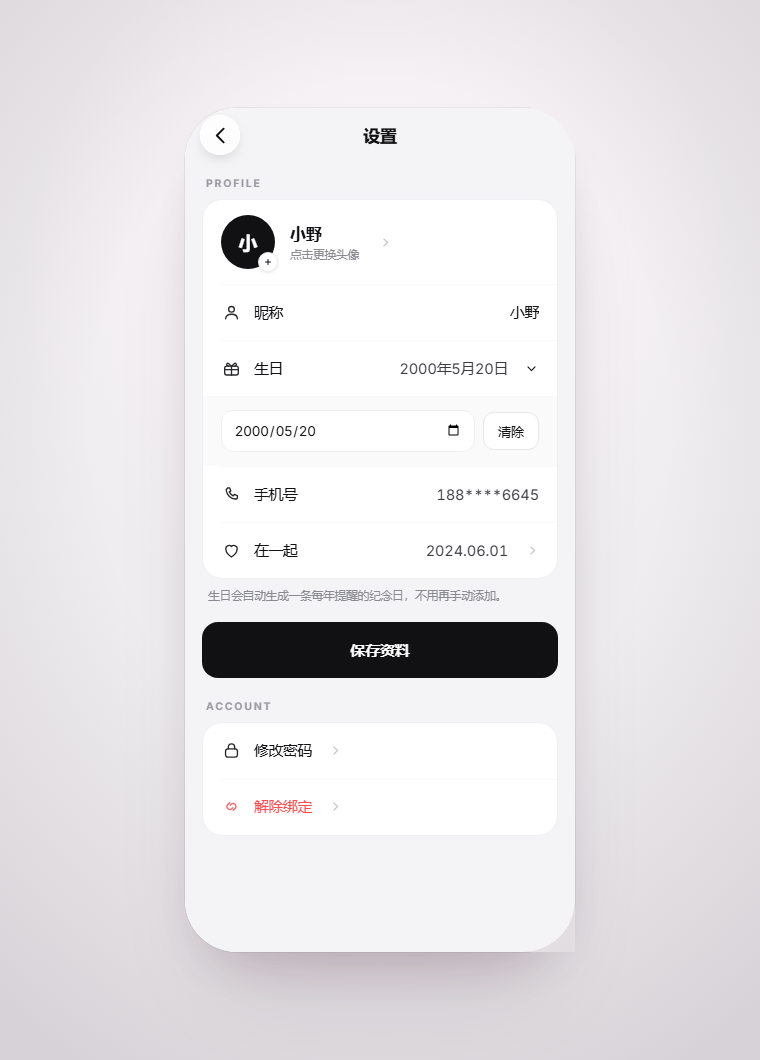 设置
PROFILE
小
+
小野
点击更换头像
昵称 小野
生日 2000年5月20日
2000/05/20 清除
手机号 188****6645
在一起 2024.06.01
生日会自动生成一条每年提醒的纪念日，不用再手动添加。
保存资料
ACCOUNT
修改密码
解除绑定